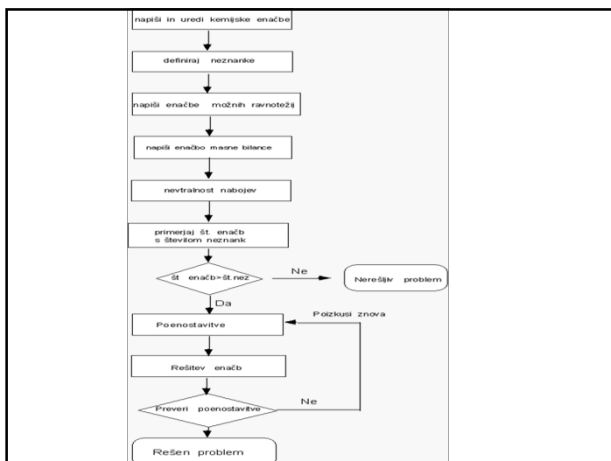 napiši in uredi kemijske enačbe
definiraj neznanke
napiši enačbe možnih ravnotežij
napiši enačbo masne bilance
nevtralnost nabojev
primerjaj št. enačb
s številom neznank
št enačb>št.nez
Ne
Nerešljiv problem
Da
Poizkusi znova
Poenostavitve
Rešitev enačb
Preveri poenostavitve
Ne
Rešen problem